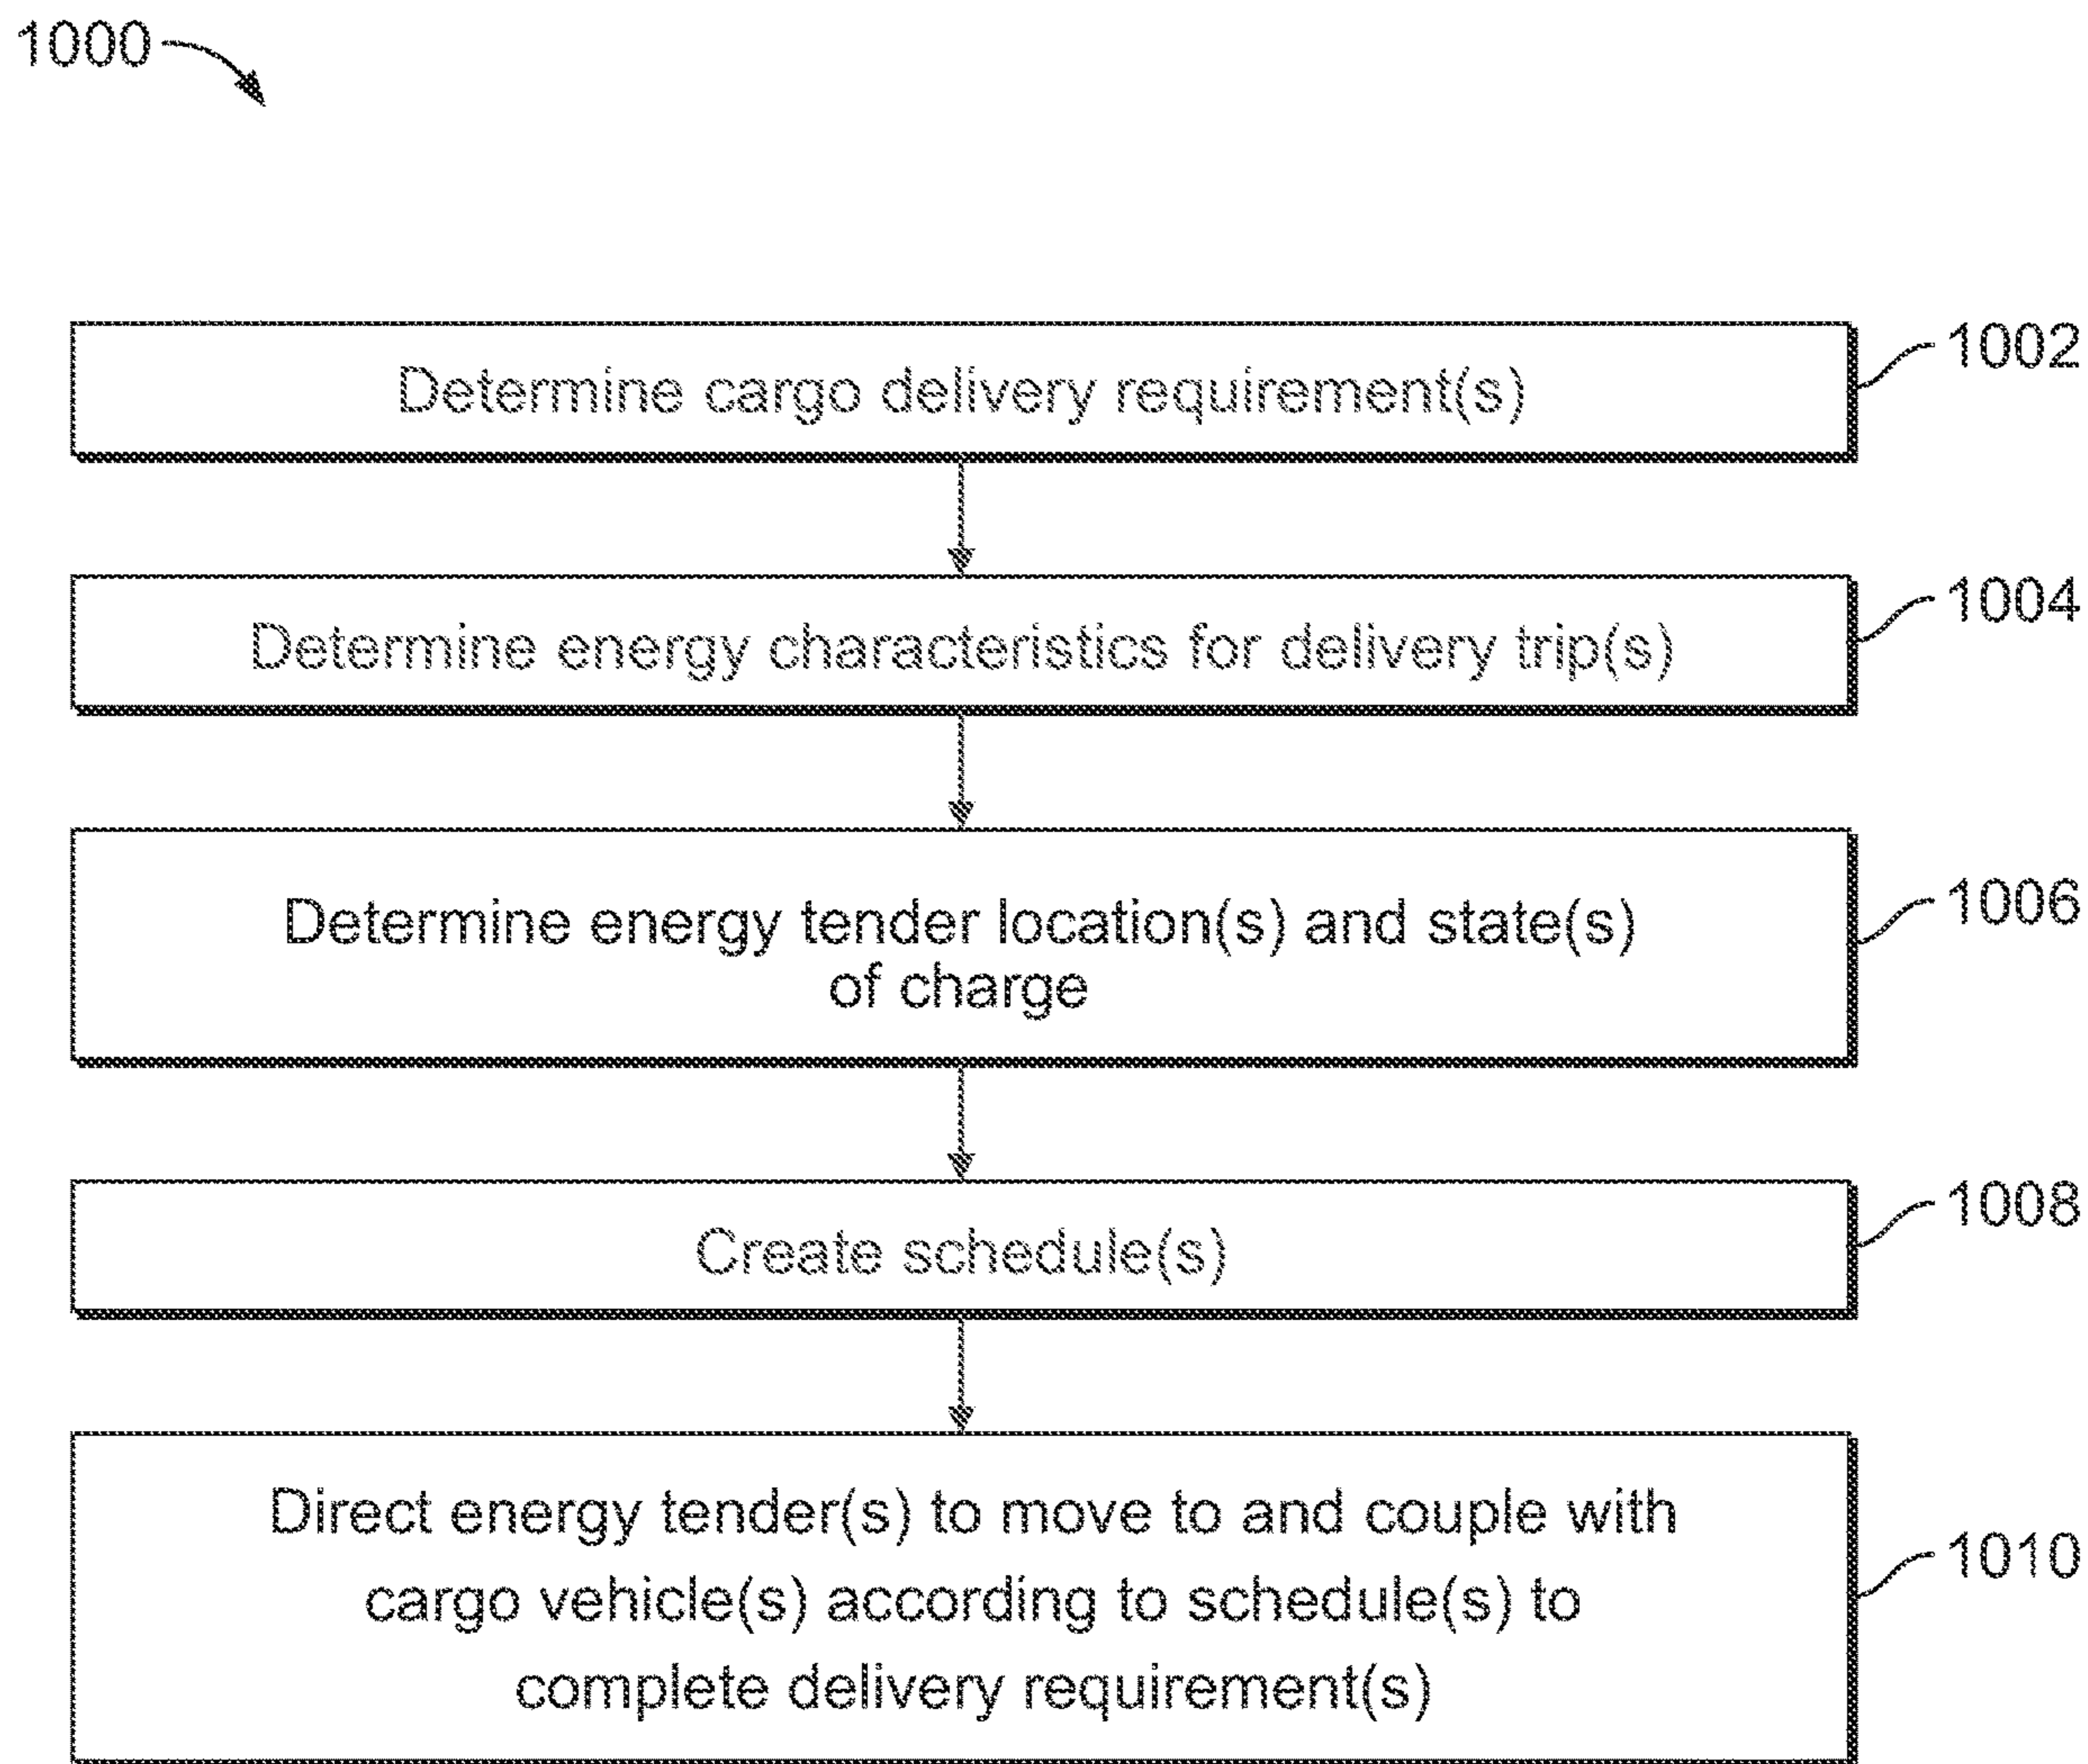 1000
Determine cargo delivery requirement(s)
1002
Determine energy characteristics for delivery trip(s)
1004
Determine energy tender location(s) and state(s)
of charge
1006
Create schedule(s)
1008
Direct energy tender(s) to move to and couple with
cargo vehicle(s) according to schedule(s) to
complete delivery requirement(s)
1010